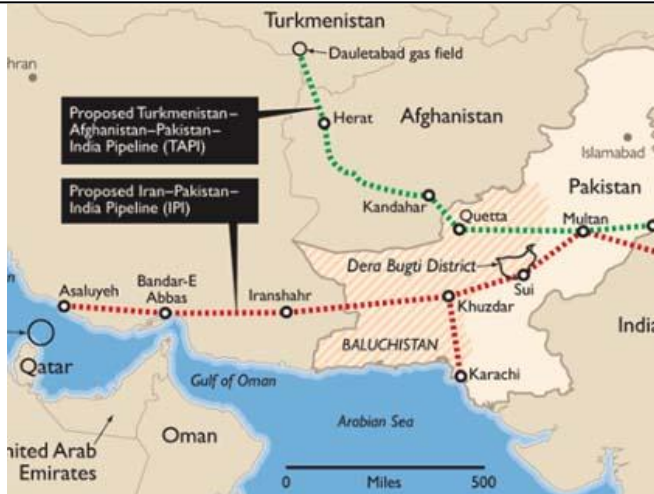 Turkmenistan
Dauletabad gas field
hran
Proposed Turkmenistan–
Afghanistan–Pakistan–
India Pipeline (TAPI)
Herat
Afghanistan
Islamabad
Proposed Iran–Pakistan–
India Pipeline (IPI)
Pakistan
Kandahar
Quetta
Multan
Dera Bugti District
Sui
Asaluyeh
Bandar-E
Abbas
Iranshahr
Khuzdar
India
BALUCHISTAN
Qatar
Gulf of Oman
Karachi
Arabian Sea
Oman
nited Arab
Emirates
0 Miles 500